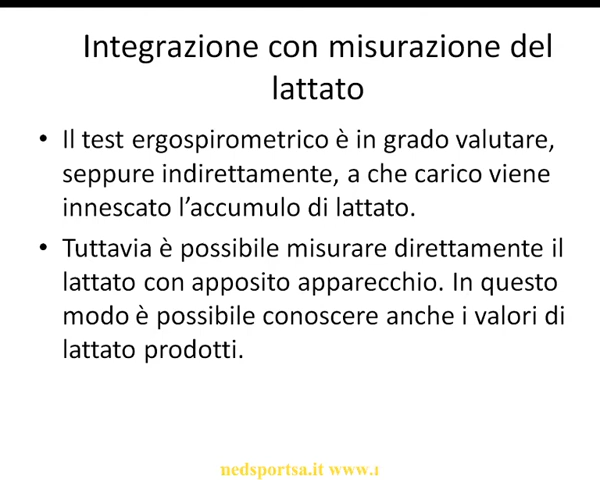 Integrazione con misurazione del
lattato
• Il test ergospirometrico è in grado valutare,
seppure indirettamente, a che carico viene
innescato l'accumulo di lattato.
• Tuttavia è possibile misurare direttamente il
lattato con apposito apparecchio. In questo
modo è possibile conoscere anche i valori di
lattato prodotti.
nedsportsa.it www.